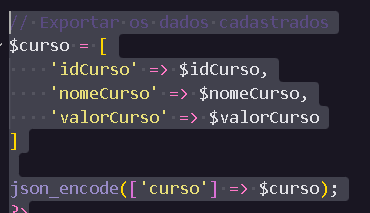 // Exportar os dados cadastrados
$curso = [
    'idCurso' => $idCurso,
    'nomeCurso' => $nomeCurso,
    'valorCurso' => $valorCurso
]

json_encode(['curso'] => $curso);
?>